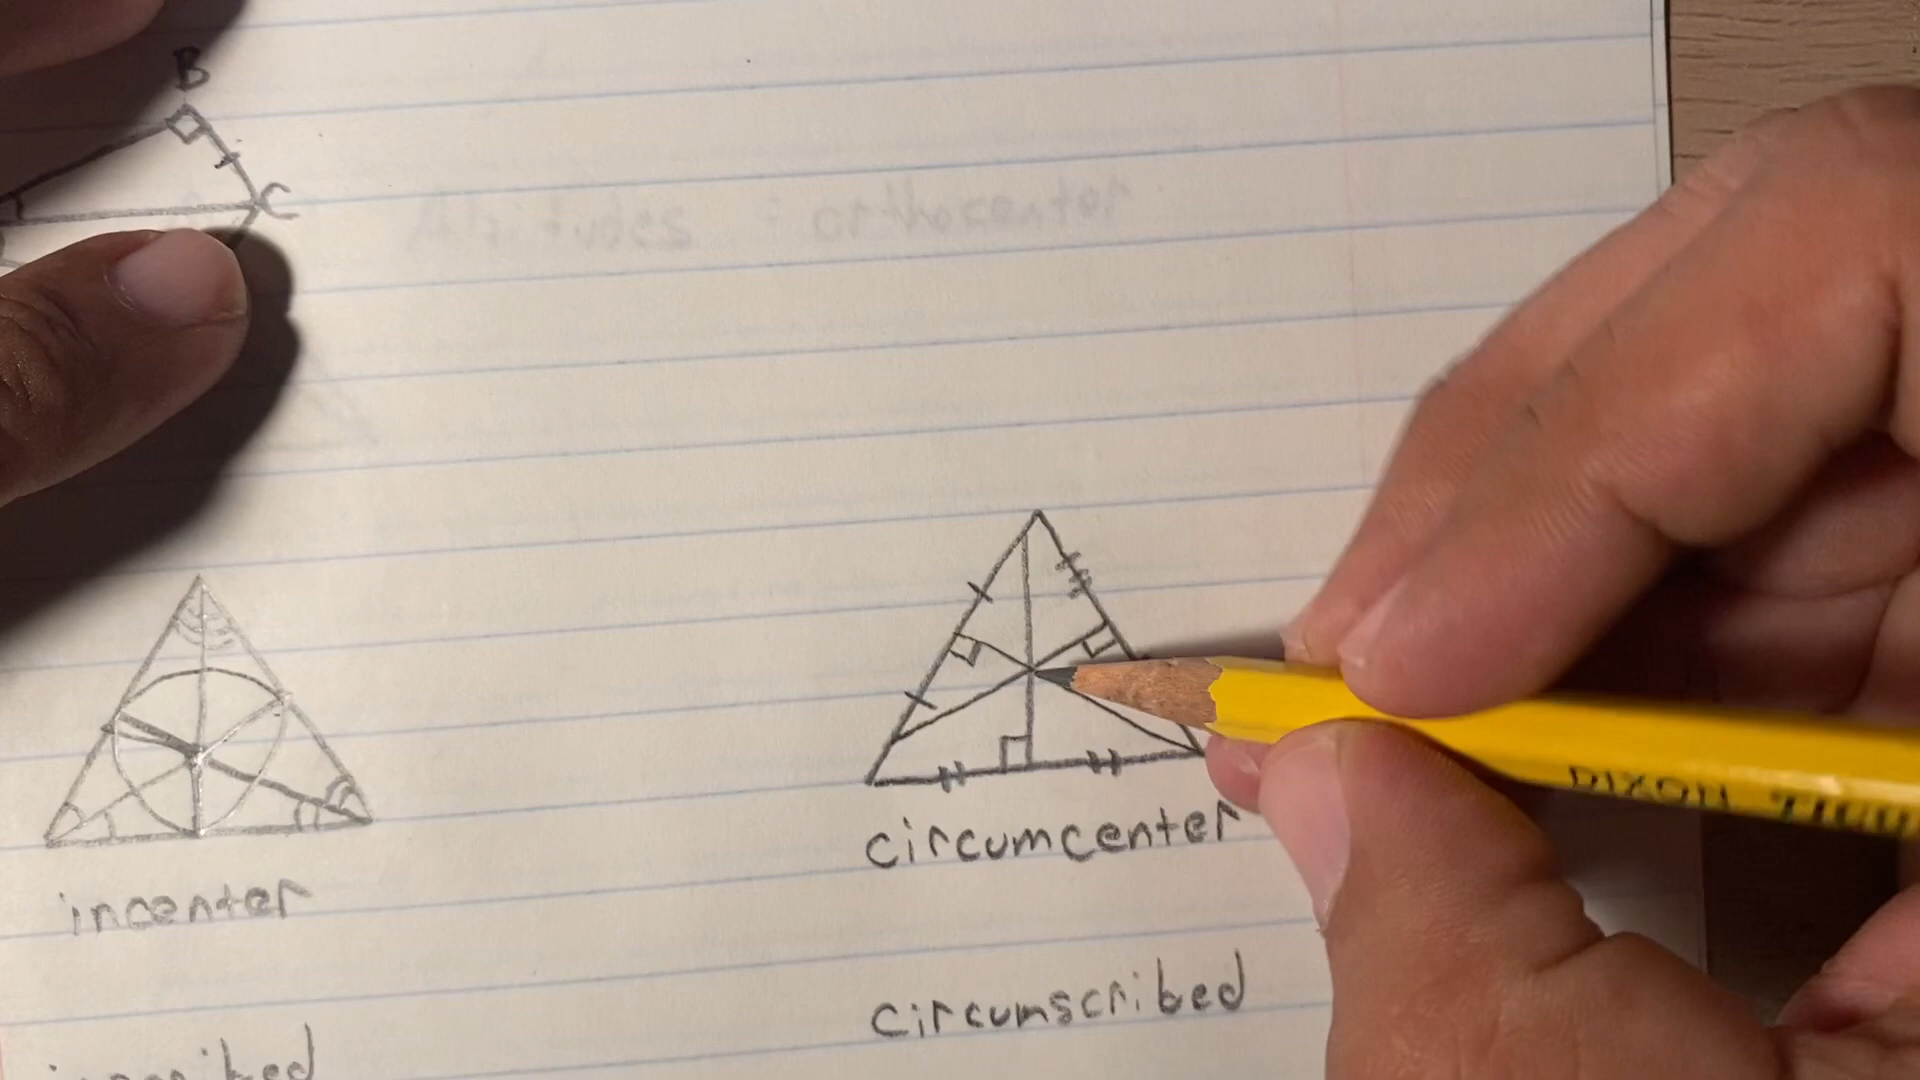 B
C
Altitudes : orthocenter
circumcenter
incenter
circumscribed
DIXON